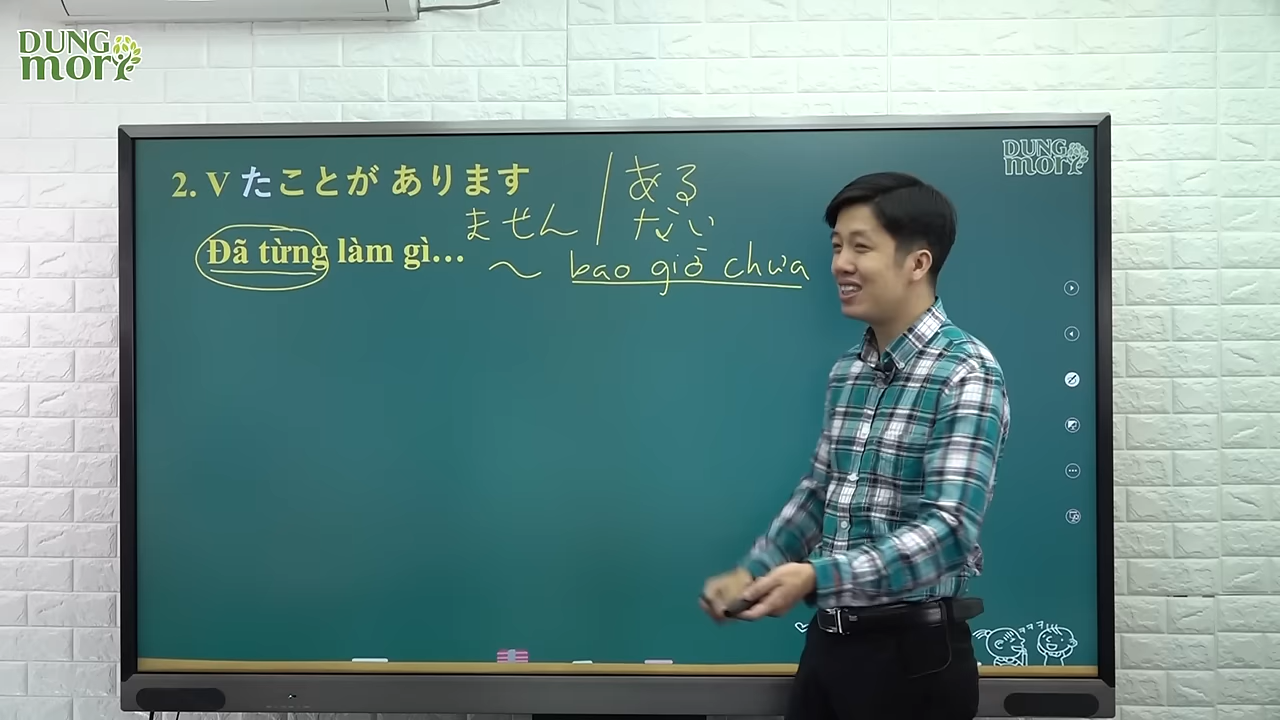 DUNG
mori
DUNG
mori
2. V たことが あります / ある
ません ない
Đã từng làm gì...
~ bao giờ chưa